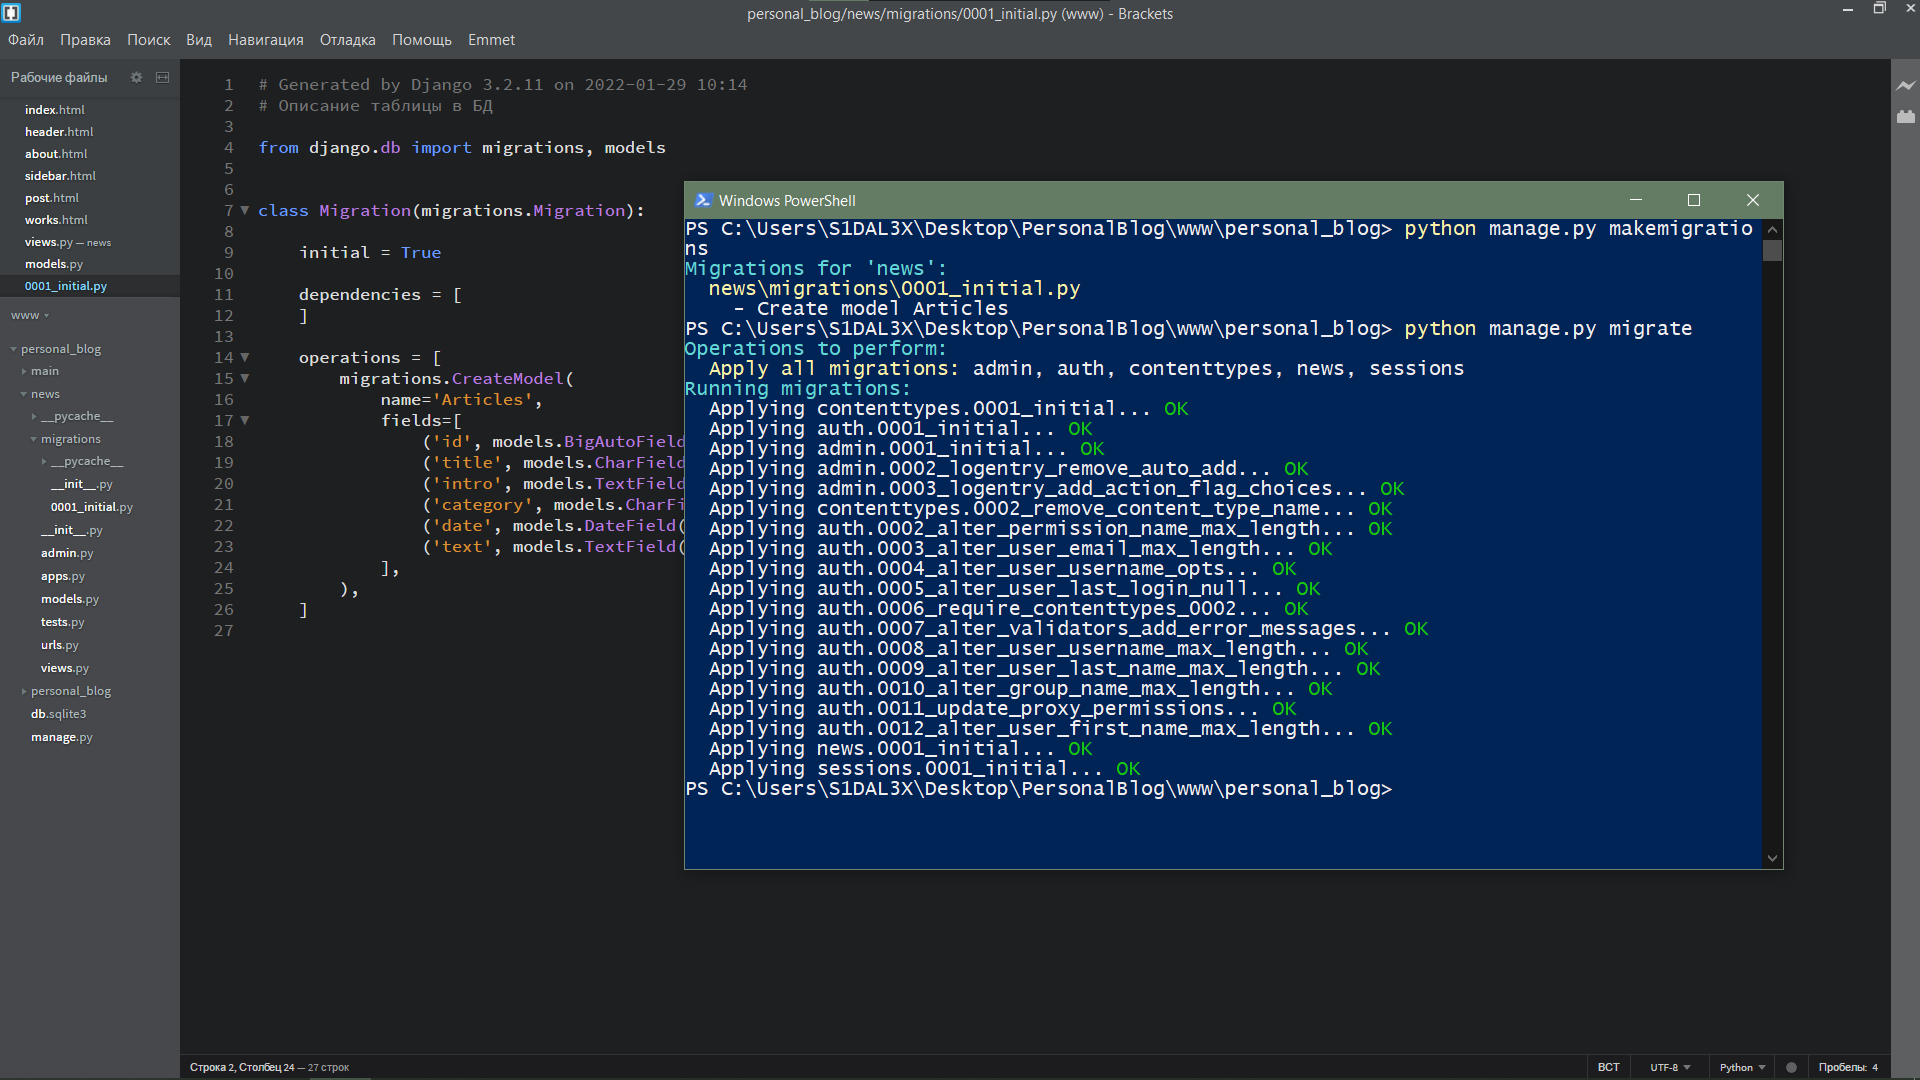 personal_blog/news/migrations/0001_initial.py (www) - Brackets
Файл Правка Поиск Вид Навигация Отладка Помощь Emmet
Рабочие файлы
index.html
header.html
about.html
sidebar.html
post.html
works.html
views.py — news
models.py
0001_initial.py
www
personal_blog
main
news
__pycache__
migrations
__pycache__
__init__.py
0001_initial.py
__init__.py
admin.py
apps.py
models.py
tests.py
urls.py
views.py
personal_blog
db.sqlite3
manage.py
1 # Generated by Django 3.2.11 on 2022-01-29 10:14
2 # Описание таблицы в БД
3
4 from django.db import migrations, models
5
6
7 class Migration(migrations.Migration):
8
9 initial = True
10
11 dependencies = [
12 ]
13
14 operations = [
15 migrations.CreateModel(
16 name='Articles',
17 fields=[
18 ('id', models.BigAutoField
19 ('title', models.CharField
20 ('intro', models.TextField
21 ('category', models.CharFi
22 ('date', models.DateField(
23 ('text', models.TextField(
24 ],
25 ),
26 ]
27
Windows PowerShell
PS C:\Users\S1DAL3X\Desktop\PersonalBlog\www\personal_blog> python manage.py makemigratio
ns
Migrations for 'news':
news\migrations\0001_initial.py
- Create model Articles
PS C:\Users\S1DAL3X\Desktop\PersonalBlog\www\personal_blog> python manage.py migrate
Operations to perform:
Apply all migrations: admin, auth, contenttypes, news, sessions
Running migrations:
Applying contenttypes.0001_initial... OK
Applying auth.0001_initial... OK
Applying admin.0001_initial... OK
Applying admin.0002_logentry_remove_auto_add... OK
Applying admin.0003_logentry_add_action_flag_choices... OK
Applying contenttypes.0002_remove_content_type_name... OK
Applying auth.0002_alter_permission_name_max_length... OK
Applying auth.0003_alter_user_email_max_length... OK
Applying auth.0004_alter_user_username_opts... OK
Applying auth.0005_alter_user_last_login_null... OK
Applying auth.0006_require_contenttypes_0002... OK
Applying auth.0007_alter_validators_add_error_messages... OK
Applying auth.0008_alter_user_username_max_length... OK
Applying auth.0009_alter_user_last_name_max_length... OK
Applying auth.0010_alter_group_name_max_length... OK
Applying auth.0011_update_proxy_permissions... OK
Applying auth.0012_alter_user_first_name_max_length... OK
Applying news.0001_initial... OK
Applying sessions.0001_initial... OK
PS C:\Users\S1DAL3X\Desktop\PersonalBlog\www\personal_blog>
Строка 2, Столбец 24 — 27 строк
ВСТ UTF-8 Python Пробелы: 4